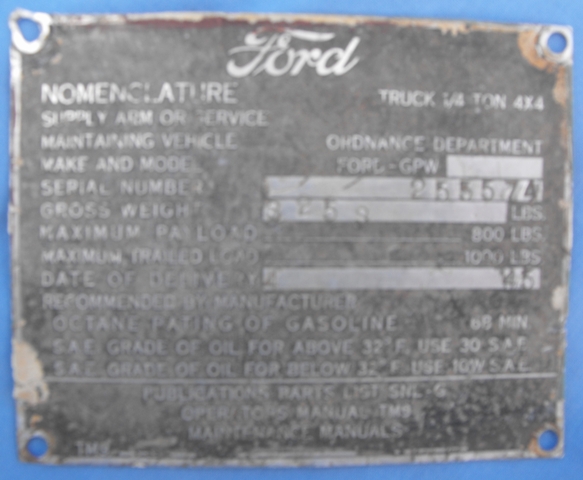 Ford
NOMENCLATURE TRUCK 1/4 TON 4X4
SUPPLY ARM OR SERVICE
MAINTAINING VEHICLE ORDNANCE DEPARTMENT
MAKE AND MODEL FORD-GPW
SERIAL NUMBER
GROSS WEIGHT LBS.
MAXIMUM PAYLOAD 800 LBS.
MAXIMUM TRAILED LOAD 1000 LBS.
DATE OF DELIVERY
RECOMMENDED BY MANUFACTURER
OCTANE RATING OF GASOLINE 68 MIN.
S.A.E. GRADE OF OIL FOR ABOVE 32° F. USE 30 S.A.E.
S.A.E. GRADE OF OIL FOR BELOW 32° F. USE 10W S.A.E.
PUBLICATIONS PARTS LIST SNL-G
OPERATORS MANUAL TM9
MAINTENANCE MANUALS
TM9